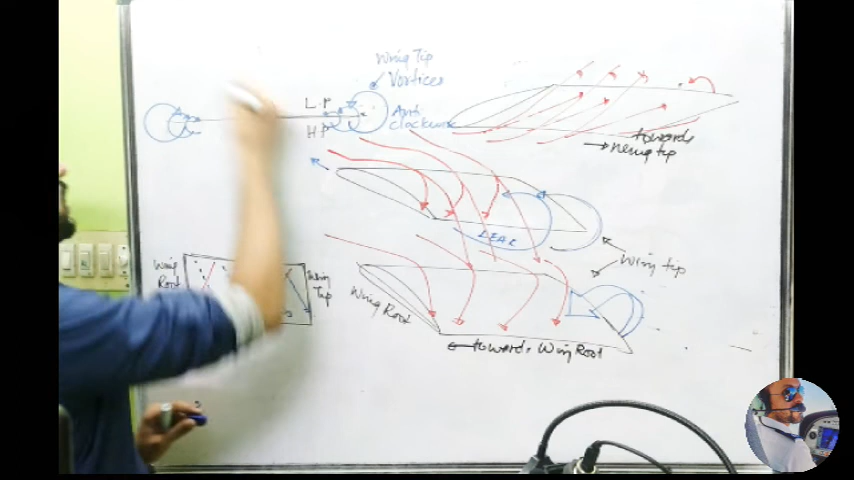 Wing Tip
Vortices
L.P
H.P
Anti
clockwise
towards
→ Wing tip
LEAC
Wing tip
Wing
Root
Wing
Tip
Wing Root
← towards Wing Root